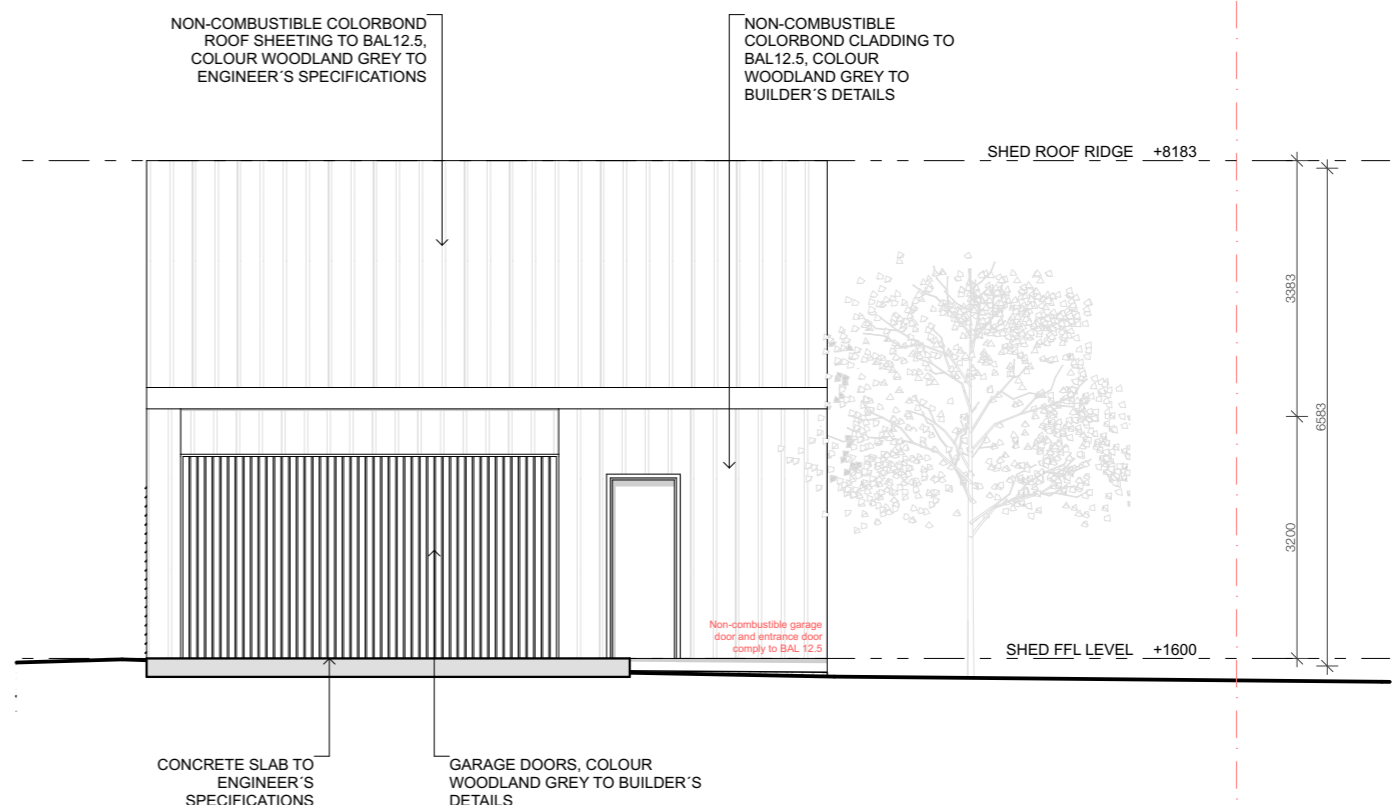 NON-COMBUSTIBLE COLORBOND
ROOF SHEETING TO BAL12.5,
COLOUR WOODLAND GREY TO
ENGINEER´S SPECIFICATIONS
NON-COMBUSTIBLE
COLORBOND CLADDING TO
BAL12.5, COLOUR
WOODLAND GREY TO
BUILDER´S DETAILS
SHED ROOF RIDGE +8183
3383
6583
3200
Non-combustible garage
door and entrance door
comply to BAL 12.5
SHED FFL LEVEL +1600
CONCRETE SLAB TO
ENGINEER´S
SPECIFICATIONS
GARAGE DOORS, COLOUR
WOODLAND GREY TO BUILDER´S
DETAILS